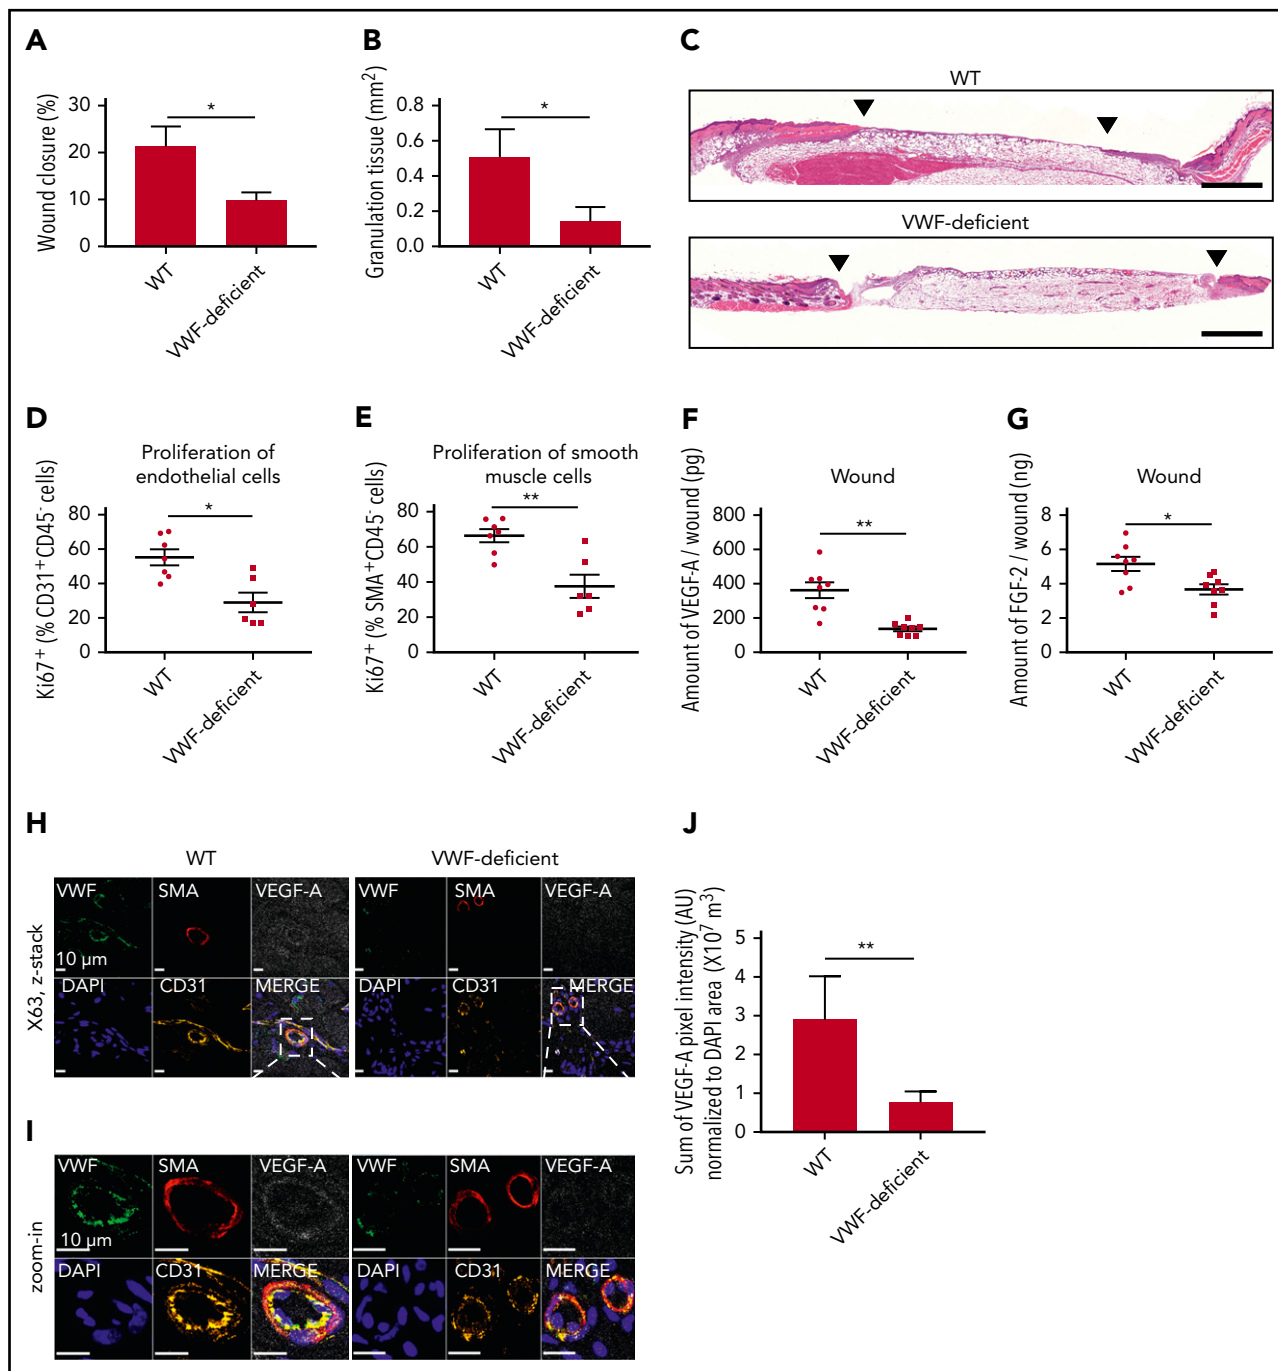 A
Wound closure (%)
30
20
10
0
*
WT
VWF-deficient
B
Granulation tissue (mm²)
0.8
0.6
0.4
0.2
0.0
*
WT
VWF-deficient
C
WT
VWF-deficient
D
Proliferation of
endothelial cells
Ki67⁺ (% CD31⁺CD45⁻ cells)
80
60
40
20
0
*
WT
VWF-deficient
E
Proliferation of smooth
muscle cells
Ki67⁺ (% SMA⁺CD45⁻ cells)
80
60
40
20
0
**
WT
VWF-deficient
F
Wound
Amount of VEGF-A / wound (pg)
800
600
400
200
0
**
WT
VWF-deficient
G
Wound
Amount of FGF-2 / wound (ng)
8
6
4
2
0
*
WT
VWF-deficient
H
WT
VWF-deficient
X63, z-stack
VWF
SMA
VEGF-A
VWF
SMA
VEGF-A
10 µm
DAPI
CD31
MERGE
DAPI
CD31
MERGE
I
zoom-in
VWF
SMA
VEGF-A
VWF
SMA
VEGF-A
10 µm
DAPI
CD31
MERGE
DAPI
CD31
MERGE
J
Sum of VEGF-A pixel intensity (AU)
normalized to DAPI area (X10⁷ m³)
5
4
3
2
1
0
**
WT
VWF-deficient